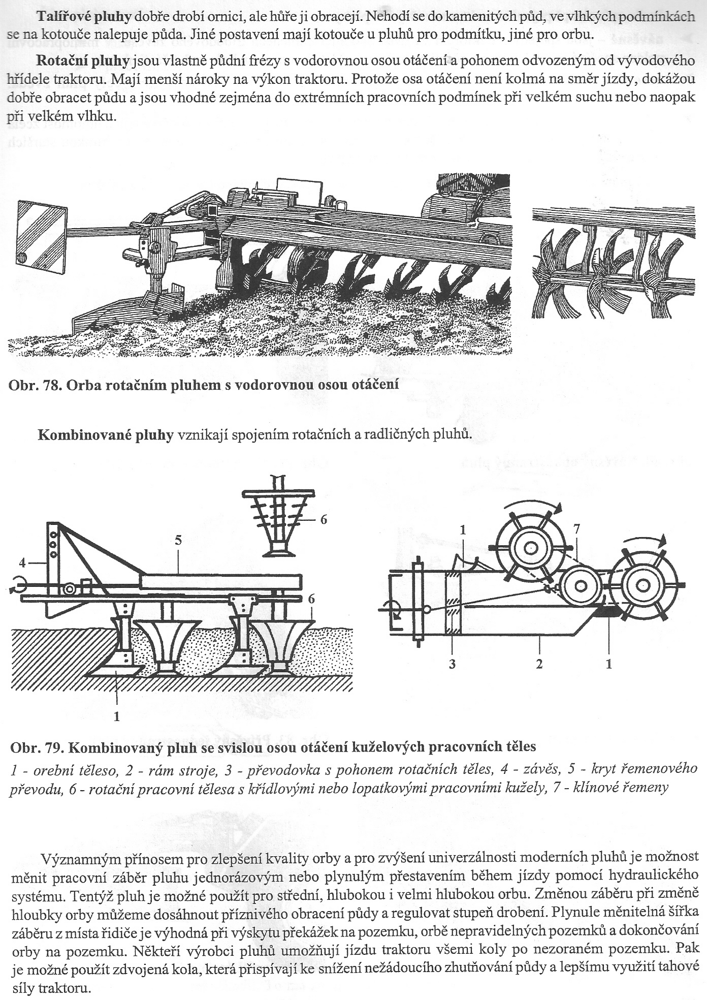 Talířové pluhy dobře drobí ornici, ale hůře ji obracejí. Nehodí se do kamenitých půd, ve vlhkých podmínkách
se na kotouče nalepuje půda. Jiné postavení mají kotouče u pluhů pro podmítku, jiné pro orbu.
Rotační pluhy jsou vlastně půdní frézy s vodorovnou osou otáčení a pohonem odvozeným od vývodového
hřídele traktoru. Mají menší nároky na výkon traktoru. Protože osa otáčení není kolmá na směr jízdy, dokážou
dobře obracet půdu a jsou vhodné zejména do extrémních pracovních podmínek při velkém suchu nebo naopak
při velkém vlhku.
Obr. 78. Orba rotačním pluhem s vodorovnou osou otáčení
Kombinované pluhy vznikají spojením rotačních a radličných pluhů.
6
5
4
6
1
1
7
3
2
1
Obr. 79. Kombinovaný pluh se svislou osou otáčení kuželových pracovních těles
1 - orební těleso, 2 - rám stroje, 3 - převodovka s pohonem rotačních těles, 4 - závěs, 5 - kryt řemenového
převodu, 6 - rotační pracovní tělesa s křídlovými nebo lopatkovými pracovními kužely, 7 - klínové řemeny
Významným přínosem pro zlepšení kvality orby a pro zvýšení univerzálnosti moderních pluhů je možnost
měnit pracovní záběr pluhu jednorázovým nebo plynulým přestavením během jízdy pomocí hydraulického
systému. Tentýž pluh je možné použít pro střední, hlubokou i velmi hlubokou orbu. Změnou záběru při změně
hloubky orby můžeme dosáhnout příznivého obracení půdy a regulovat stupeň drobení. Plynule měnitelná šířka
záběru z místa řidiče je výhodná při výskytu překážek na pozemku, orbě nepravidelných pozemků a dokončování
orby na pozemku. Někteří výrobci pluhů umožňují jízdu traktoru všemi koly po nezoraném pozemku. Pak
je možné použít zdvojená kola, která přispívají ke snížení nežádoucího zhutňování půdy a lepšímu využití tahové
síly traktoru.